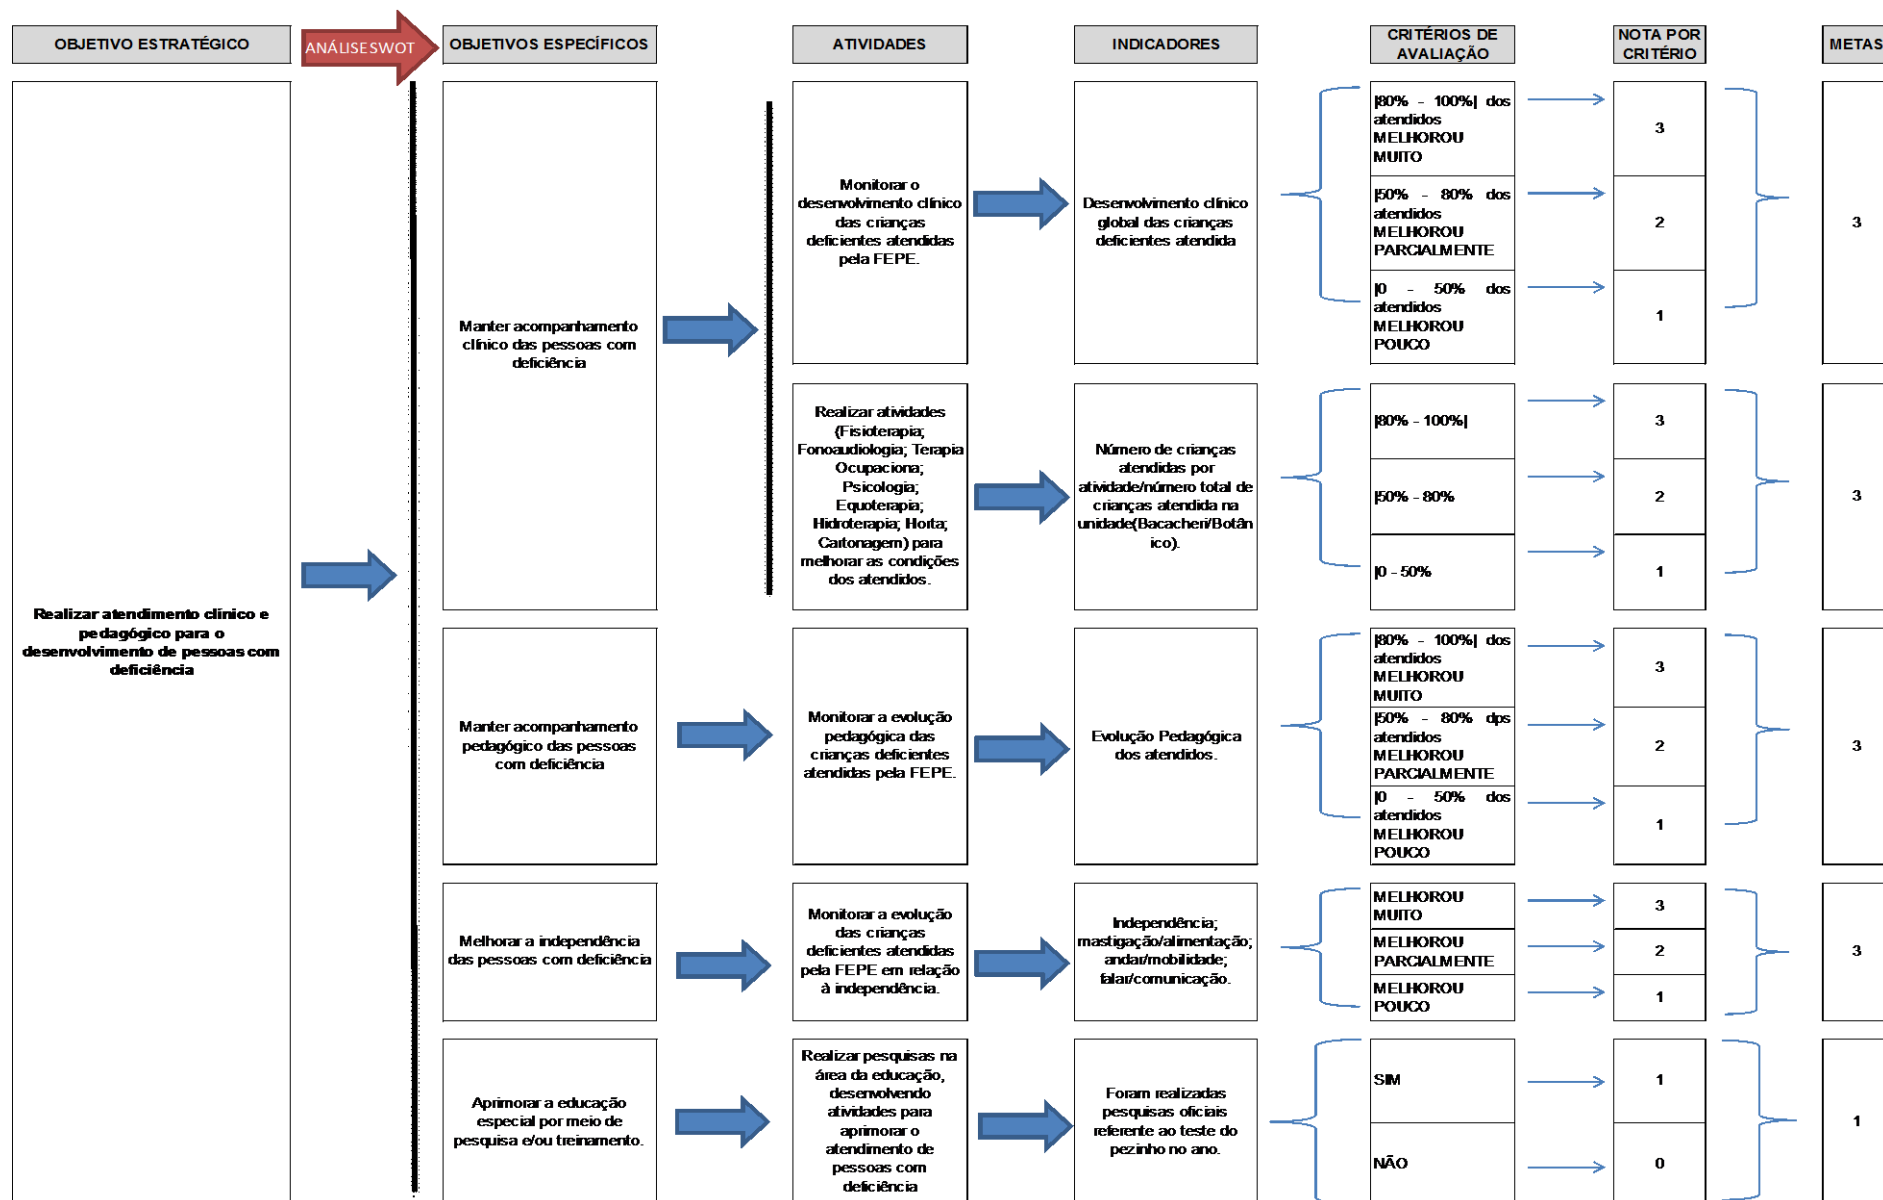 OBJETIVO ESTRATÉGICO
ANÁLISE SWOT
OBJETIVOS ESPECÍFICOS
ATIVIDADES
INDICADORES
CRITÉRIOS DE
AVALIAÇÃO
NOTA POR
CRITÉRIO
METAS
Realizar atendimento clínico e
pedagógico para o
desenvolvimento de pessoas com
deficiência
Manter acompanhamento
clínico das pessoas com
deficiência
Monitorar o
desenvolvimento clínico
das crianças
deficientes atendidas
pela FEPE.
Desenvolvimento clínico
global das crianças
deficientes atendida
|80% - 100%| dos
atendidos
MELHOROU
MUITO
3
|50% - 80% dos
atendidos
MELHOROU
PARCIALMENTE
2
|0 - 50% dos
atendidos
MELHOROU
POUCO
1
3
Realizar atividades
(Fisioterapia;
Fonoaudiologia; Terapia
Ocupaciona;
Psicologia;
Equoterapia;
Hidroterapia; Horta;
Cartonagem) para
melhorar as condições
dos atendidos.
Número de crianças
atendidas por
atividade/número total de
crianças atendida na
unidade(Bacacheri/Botân
ico).
|80% - 100%|
3
|50% - 80%
2
|0 - 50%
1
3
Manter acompanhamento
pedagógico das pessoas
com deficiência
Monitorar a evolução
pedagógica das
crianças deficientes
atendidas pela FEPE.
Evolução Pedagógica
dos atendidos.
|80% - 100%| dos
atendidos
MELHOROU
MUITO
3
|50% - 80% dps
atendidos
MELHOROU
PARCIALMENTE
2
|0 - 50% dos
atendidos
MELHOROU
POUCO
1
3
Melhorar a independência
das pessoas com deficiência
Monitorar a evolução
das crianças
deficientes atendidas
pela FEPE em relação
à independência.
Independência;
mastigação/alimentação;
andar/mobilidade;
falar/comunicação.
MELHOROU
MUITO
3
MELHOROU
PARCIALMENTE
2
MELHOROU
POUCO
1
3
Aprimorar a educação
especial por meio de
pesquisa e/ou treinamento.
Realizar pesquisas na
área da educação,
desenvolvendo
atividades para
aprimorar o
atendimento de
pessoas com
deficiência
Foram realizadas
pesquisas oficiais
referente ao teste do
pezinho no ano.
SIM
1
NÃO
0
1